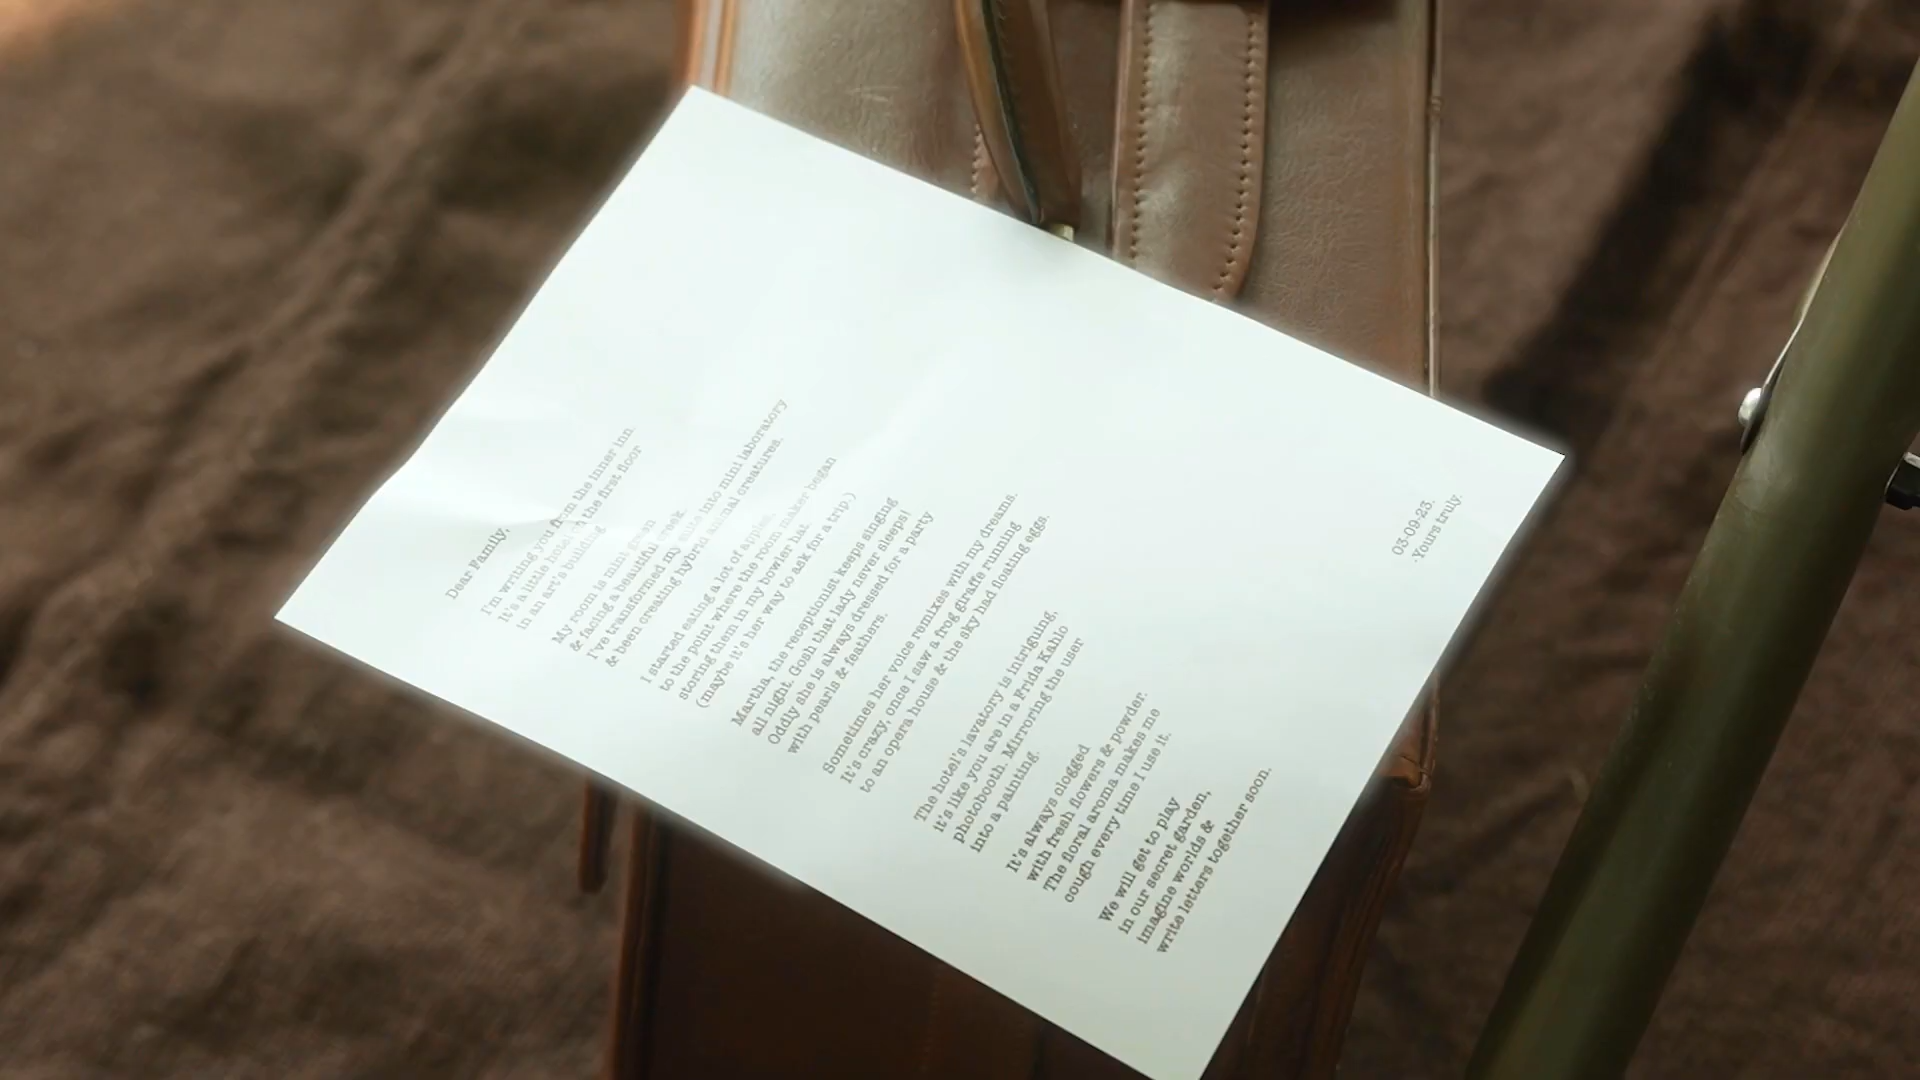 Dear Family,
I'm writing you from the inner inn.
It's a little hotel on the first floor
in an art's building
My room is mint green
& facing a beautiful creek.
I've transformed my suite into mini laboratory
& been creating hybrid animal creatures.
I started eating a lot of apples,
to the point where the room maker began
storing them in my bowler hat
(maybe it's her way to ask for a trip.)
Martha, the receptionist keeps singing
all night. Gosh that lady never sleeps!
Oddly she is always dressed for a party
with pearls & feathers.
Sometimes her voice remixes with my dreams.
It's crazy, once I saw a frog giraffe running
to an opera house & the sky had floating eggs.
The hotel's lavatory is intriguing,
it's like you are in a Frida Kahlo
photobooth. Mirroring the user
into a painting.
It's always clogged
with fresh flowers & powder.
The floral aroma makes me
cough every time I use it.
We will get to play
in our secret garden,
imagine worlds &
write letters together soon.
03-09-23.
.Yours truly.